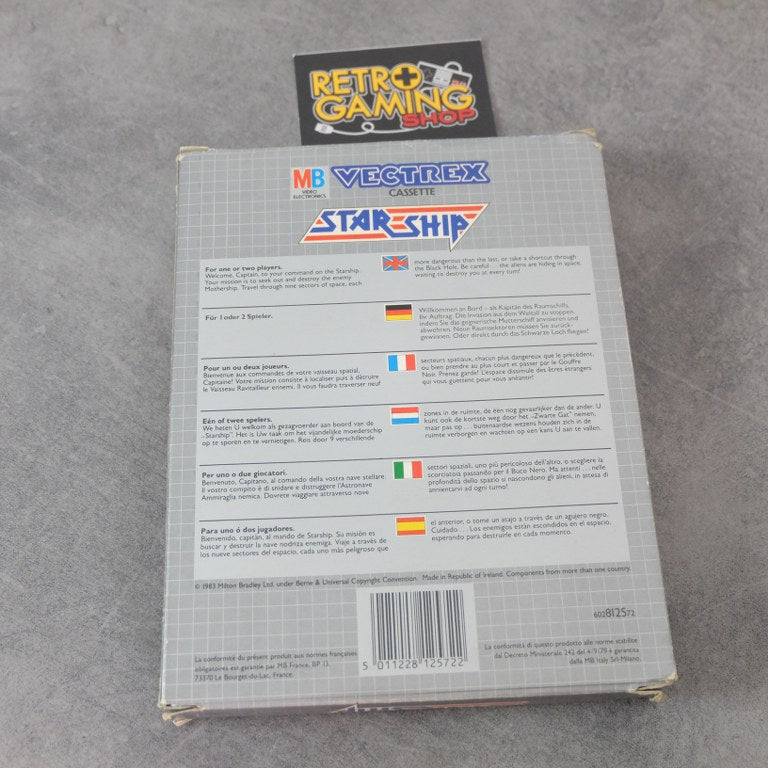 RETRO
GAMING
SHOP
MB
VIDEO
ELECTRONICS
VECTREX
CASSETTE
STAR SHIP
For one or two players.
Welcome, Captain, to your command on the Starship.
Your mission is to seek out and destroy the enemy
Mothership. Travel through nine sectors of space, each
more dangerous than the last, or take a shortcut through
the Black Hole. Be careful ... the aliens are hiding in space,
waiting to destroy you at every turn!
Für 1 oder 2 Spieler.
Willkommen an Bord – als Kapitän des Raumschiffs.
Ihr Auftrag: Die Invasion aus dem Weltall zu stoppen,
indem Sie das gegnerische Mutterschiff anvisieren und
abwehren. Neun Raumsektoren müssen Sie zurück-
gewinnen. Oder direkt durch das Schwarze Loch fliegen!
Pour un ou deux joueurs.
Bienvenue aux commandes de votre vaisseau spatial,
Capitaine! Votre mission consiste à localiser puis à détruire
le Vaisseau Ravitailleur ennemi. Il vous faudra traverser neuf
secteurs spatiaux, chacun plus dangereux que le précédent,
ou bien prendre au plus court et passer par le Gouffre
Noir. Prenez garde! L'espace dissimule des êtres étrangers
qui vous guettent pour vous anéantir!
Eén of twee spelers.
We heten U welkom als gezagvoerder aan boord van de
„Starship". Het is Uw taak om het vijandelijke moederschip
op te sporen en te vernietigen. Reis door 9 verschillende
zones in de ruimte, de één nog gevaarlijker dan de ander. U
kunt ook de kortste weg door het „Zwarte Gat" nemen,
maar pas op ... buitenaardse wezens houden zich in de
ruimte verborgen en wachten op een kans U aan te vallen.
Per uno o due giocatori.
Benvenuto, Capitano, al comando della vostra nave stellare.
Il vostro compito è di snidare e distruggere l'Astronave
Ammiraglia nemica. Dovrete viaggiare attraverso nove
settori spaziali, uno più pericoloso dell'altro, o scegliere la
scorciatoia passando per il Buco Nero. Ma attenti ... nelle
profondità dello spazio si nascondono gli alieni, in attesa di
annientarvi ad ogni turno!
Para uno ó dos jugadores.
Bienvenido, capitán, al mando de Starship. Su misión es
buscar y destruir la nave nodriza enemiga. Viaje a través de
los nueve sectores del espacio, cada uno más peligroso que
el anterior, o tome un atajo a través de un agujero negro.
Cuidado ... Los enemigos están escondidos en el espacio,
esperando para destruirle en cada momento.
© 1983 Milton Bradley Ltd. under Berne & Universal Copyright Convention. Made in Republic of Ireland. Components from more than one country.
602812572
La conformité du présent produit aux normes françaises
obligatoires est garantie par MB France, BP 13,
73370 Le Bourget-du-Lac, France.
5 011228 125722
La conformità di questo prodotto alle norme stabilite
dal Decreto Ministeriale 242 del 4/9/79 è garantita
dalla MB Italy Srl-Milano.